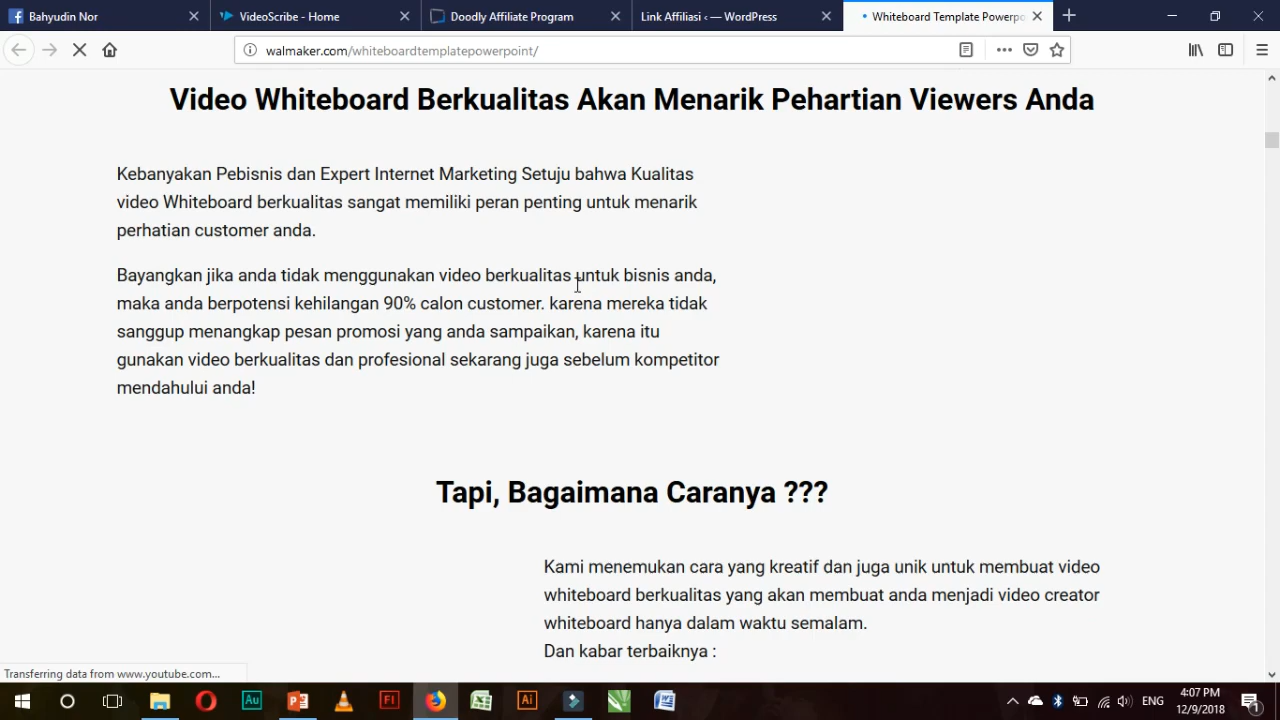 Bahyudin Nor
VideoScribe - Home
Doodly Affiliate Program
Link Affiliasi ‹ — WordPress
Whiteboard Template Powerpo
walmaker.com/whiteboardtemplatepowerpoint/
Video Whiteboard Berkualitas Akan Menarik Pehartian Viewers Anda
Kebanyakan Pebisnis dan Expert Internet Marketing Setuju bahwa Kualitas
video Whiteboard berkualitas sangat memiliki peran penting untuk menarik
perhatian customer anda.
Bayangkan jika anda tidak menggunakan video berkualitas untuk bisnis anda,
maka anda berpotensi kehilangan 90% calon customer. karena mereka tidak
sanggup menangkap pesan promosi yang anda sampaikan, karena itu
gunakan video berkualitas dan profesional sekarang juga sebelum kompetitor
mendahului anda!
Tapi, Bagaimana Caranya ???
Kami menemukan cara yang kreatif dan juga unik untuk membuat video
whiteboard berkualitas yang akan membuat anda menjadi video creator
whiteboard hanya dalam waktu semalam.
Dan kabar terbaiknya :
Transferring data from www.youtube.com...
ENG
4:07 PM
12/9/2018